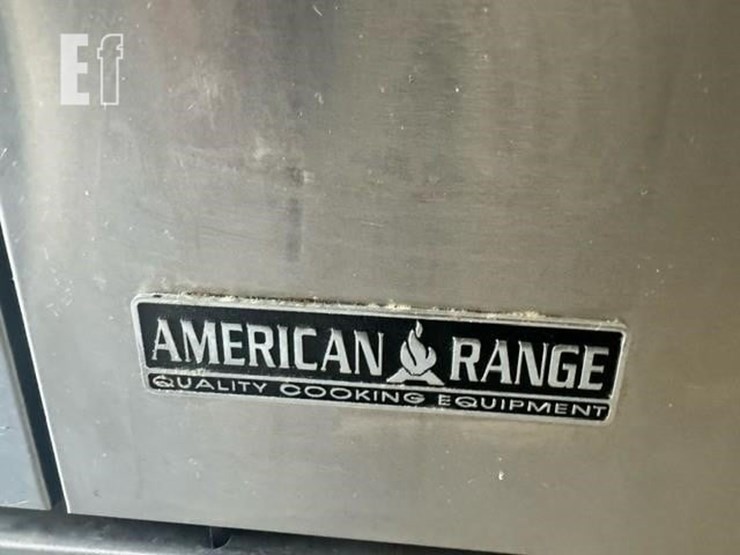 Ef
AMERICAN RANGE
QUALITY COOKING EQUIPMENT